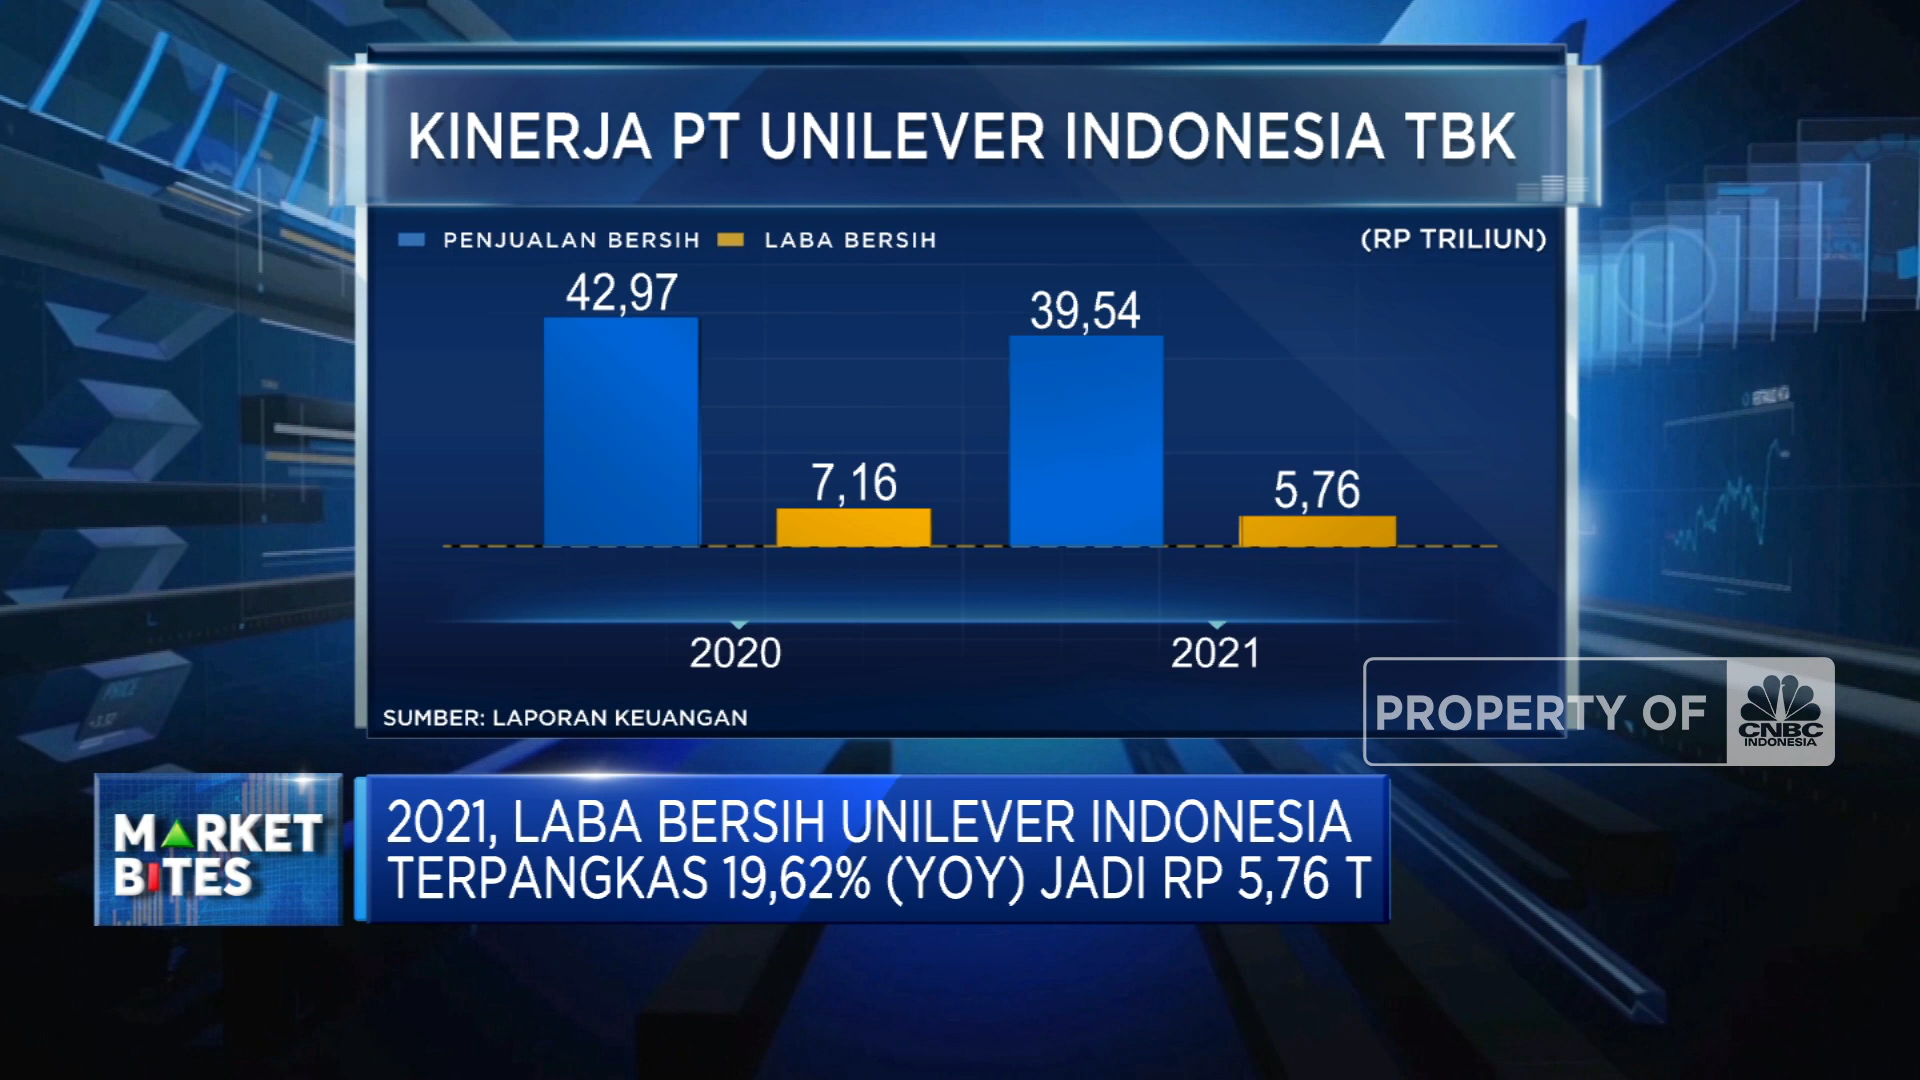 KINERJA PT UNILEVER INDONESIA TBK
PENJUALAN BERSIH LABA BERSIH (RP TRILIUN)
42,97
39,54
7,16
5,76
2020 2021
SUMBER: LAPORAN KEUANGAN
PROPERTY OF CNBC INDONESIA
MARKET BITES
2021, LABA BERSIH UNILEVER INDONESIA
TERPANGKAS 19,62% (YOY) JADI RP 5,76 T